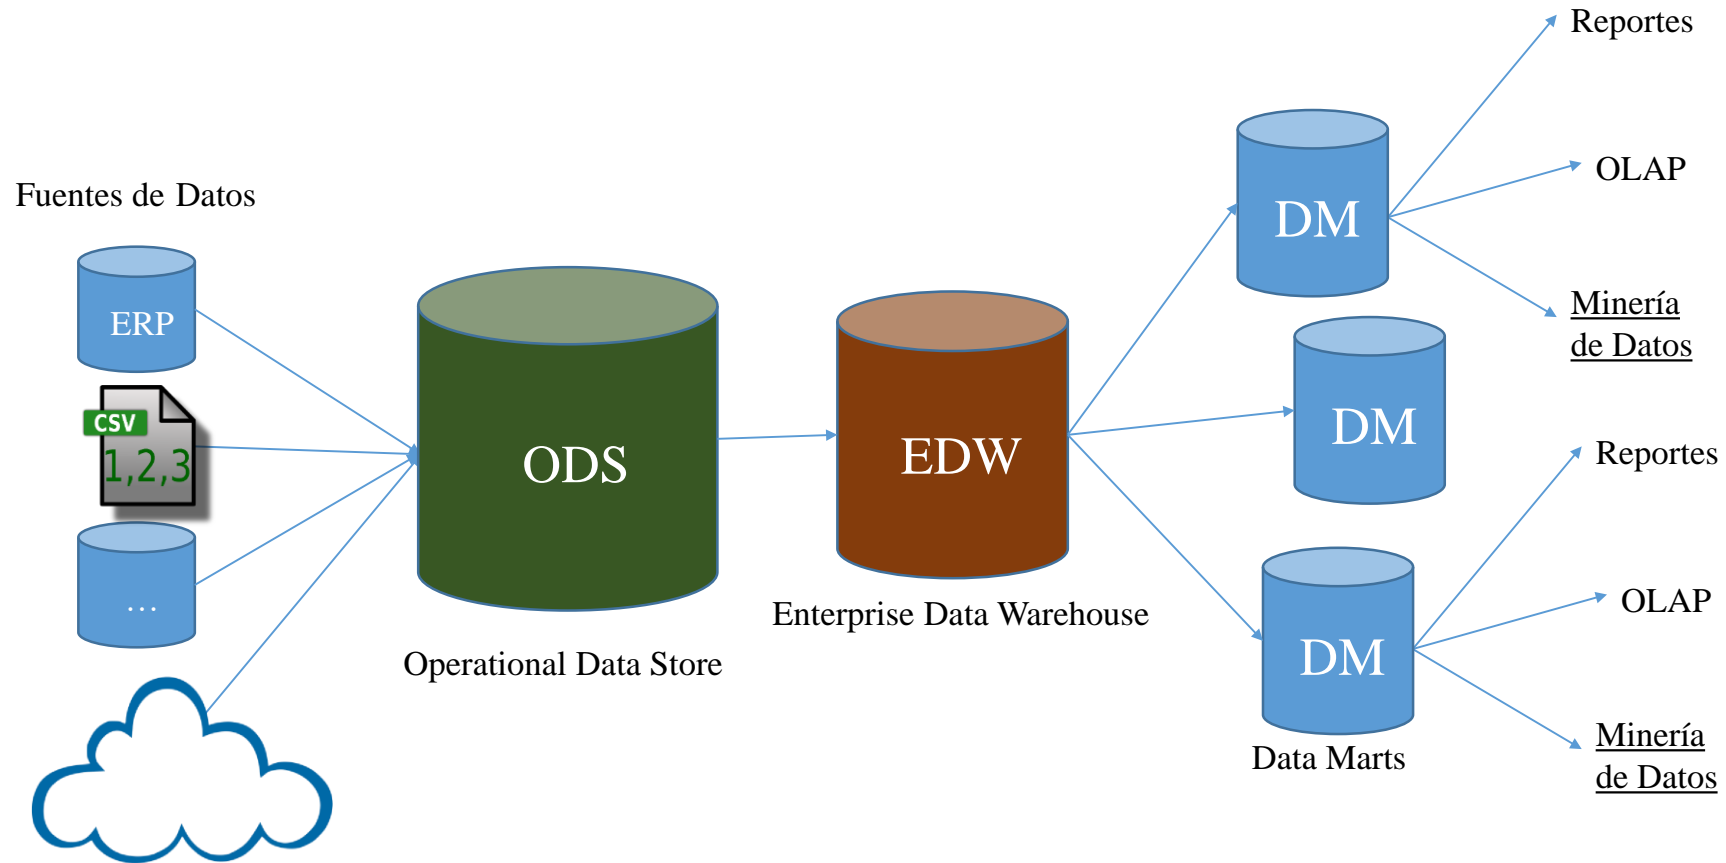 Fuentes de Datos
ERP
CSV
1,2,3
…
ODS
Operational Data Store
EDW
Enterprise Data Warehouse
DM
DM
DM
Data Marts
Reportes
OLAP
Minería
de Datos
Reportes
OLAP
Minería
de Datos